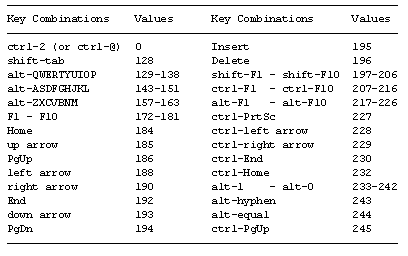 Key Combinations Values Key Combinations Values
ctrl-2 (or ctrl-@) 0 Insert 195
shift-tab 128 Delete 196
alt-QWERTYUIOP 129-138 shift-F1 - shift-F10 197-206
alt-ASDFGHJKL 143-151 ctrl-F1 - ctrl-F10 207-216
alt-ZXCVBNM 157-163 alt-F1 - alt-F10 217-226
F1 - F10 172-181 ctrl-PrtSc 227
Home 184 ctrl-left arrow 228
up arrow 185 ctrl-right arrow 229
PgUp 186 ctrl-End 230
left arrow 188 ctrl-Home 232
right arrow 190 alt-1 - alt-0 233-242
End 192 alt-hyphen 243
down arrow 193 alt-equal 244
PgDn 194 ctrl-PgUp 245